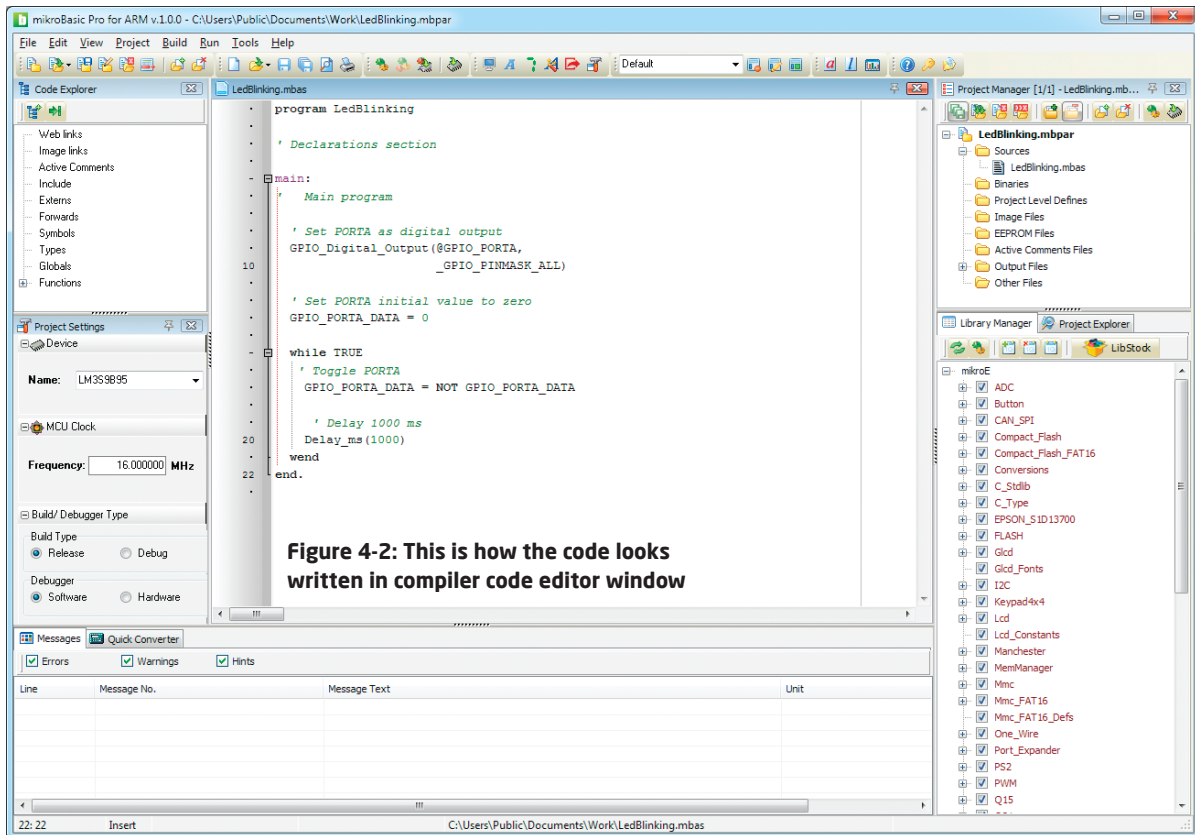 mikroBasic Pro for ARM v.1.0.0 - C:\Users\Public\Documents\Work\LedBlinking.mbpar
File Edit View Project Build Run Tools Help
Default
Code Explorer
Web links
Image links
Active Comments
Include
Externs
Forwards
Symbols
Types
Globals
Functions
Project Settings
Device
Name: LM3S9B95
MCU Clock
Frequency: 16.000000 MHz
Build/ Debugger Type
Build Type
Release Debug
Debugger
Software Hardware
LedBlinking.mbas
program LedBlinking
' Declarations section
main:
' Main program
' Set PORTA as digital output
GPIO_Digital_Output(@GPIO_PORTA,
10 _GPIO_PINMASK_ALL)
' Set PORTA initial value to zero
GPIO_PORTA_DATA = 0
while TRUE
' Toggle PORTA
GPIO_PORTA_DATA = NOT GPIO_PORTA_DATA
' Delay 1000 ms
20 Delay_ms(1000)
wend
22 end.
Figure 4-2: This is how the code looks
written in compiler code editor window
Project Manager [1/1] - LedBlinking.mb...
LedBlinking.mbpar
Sources
LedBlinking.mbas
Binaries
Project Level Defines
Image Files
EEPROM Files
Active Comments Files
Output Files
Other Files
Library Manager Project Explorer
LibStock
mikroE
ADC
Button
CAN_SPI
Compact_Flash
Compact_Flash_FAT16
Conversions
C_Stdlib
C_Type
EPSON_S1D13700
FLASH
Glcd
Glcd_Fonts
I2C
Keypad4x4
Lcd
Lcd_Constants
Manchester
MemManager
Mmc
Mmc_FAT16
Mmc_FAT16_Defs
One_Wire
Port_Expander
PS2
PWM
Q15
Messages Quick Converter
Errors Warnings Hints
Line Message No. Message Text Unit
22: 22 Insert C:\Users\Public\Documents\Work\LedBlinking.mbas